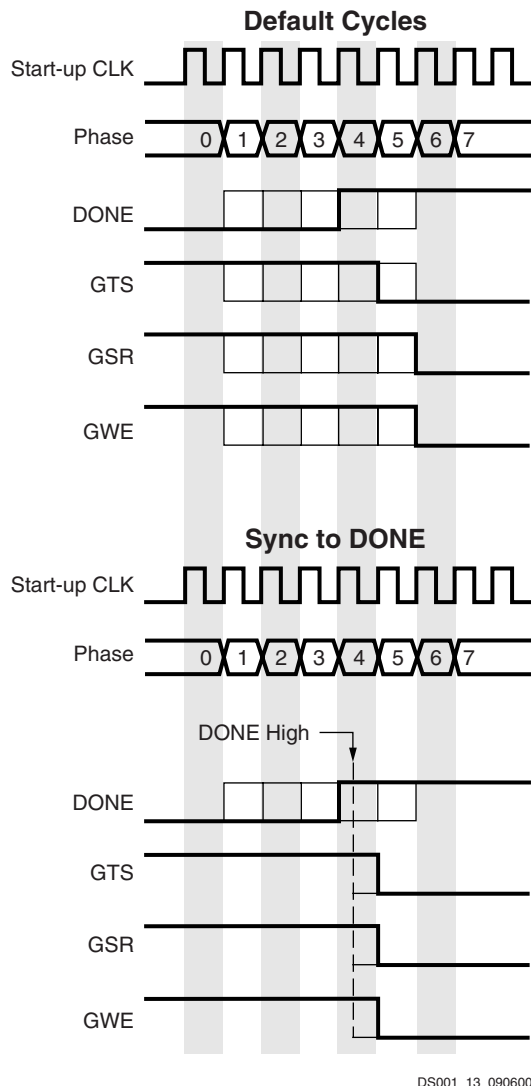 Default Cycles
Start-up CLK
Phase 0 1 2 3 4 5 6 7
DONE
GTS
GSR
GWE
Sync to DONE
Start-up CLK
Phase 0 1 2 3 4 5 6 7
DONE High
DONE
GTS
GSR
GWE
DS001_13_090600